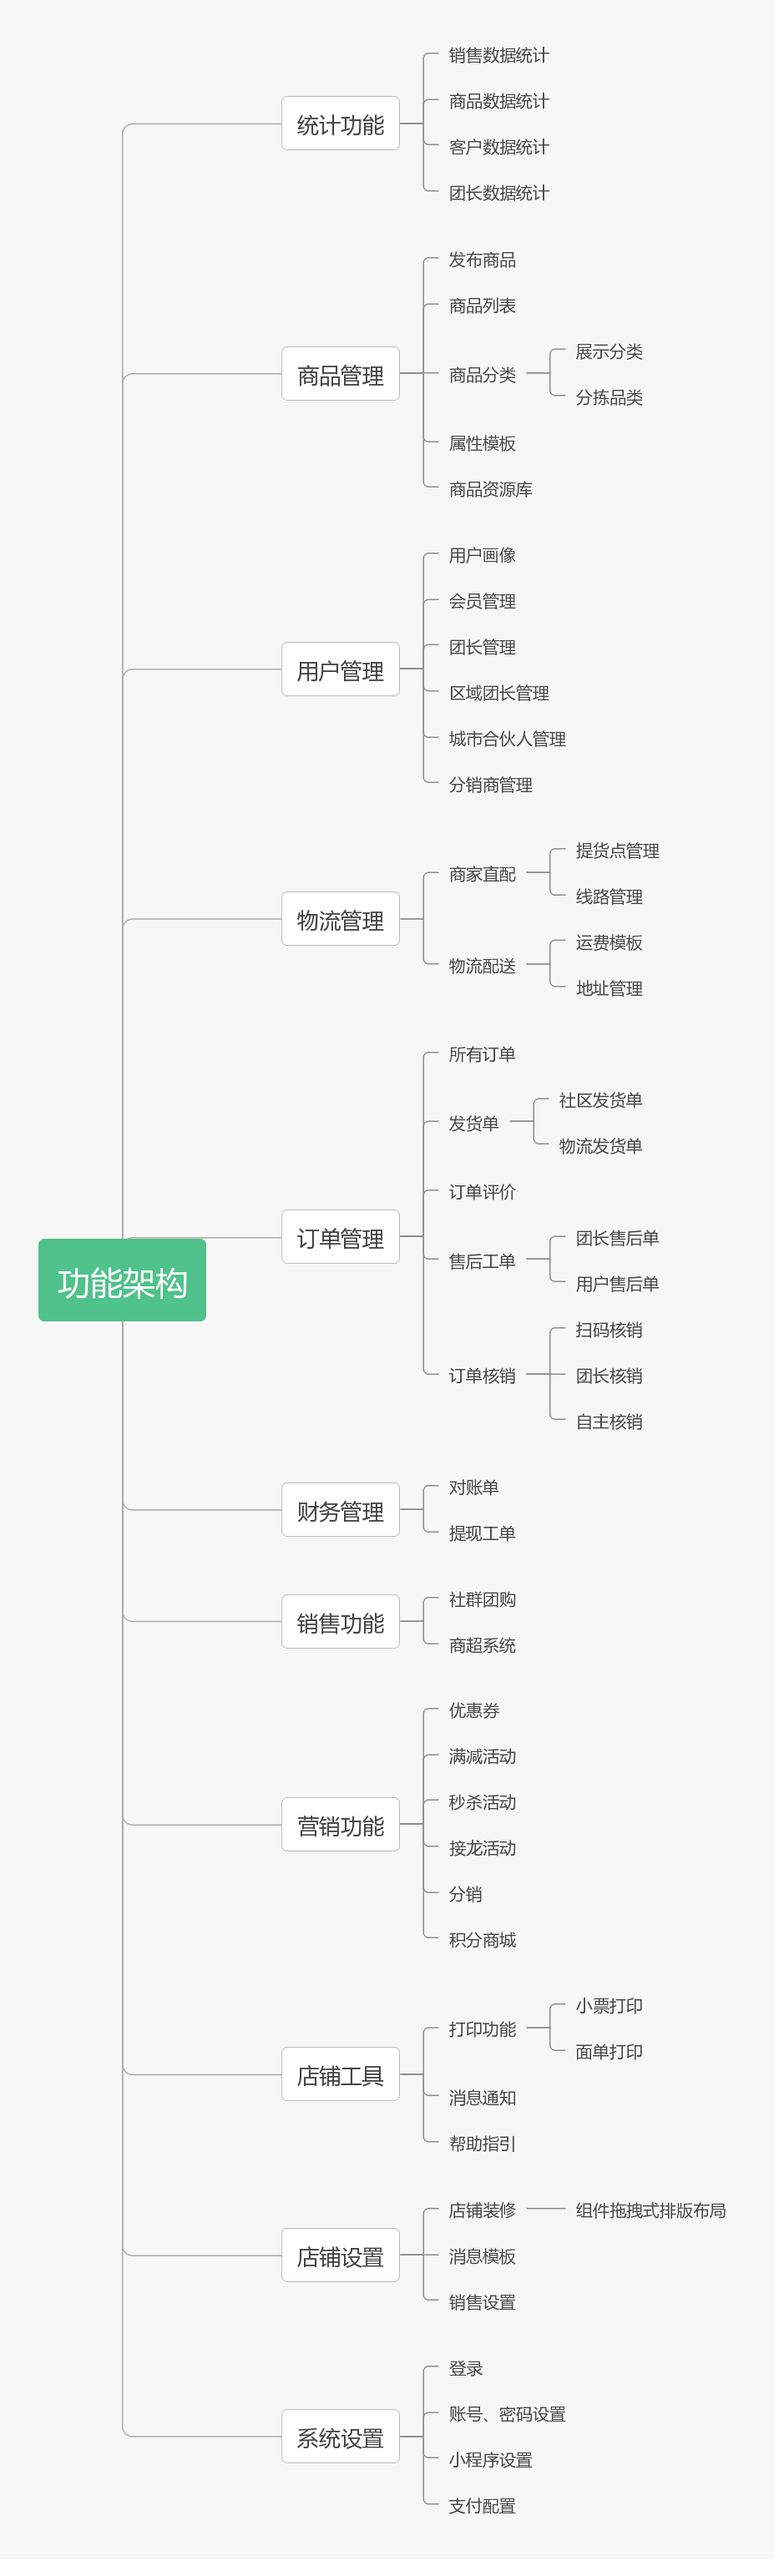 功能架构
统计功能
销售数据统计
商品数据统计
客户数据统计
团长数据统计
商品管理
发布商品
商品列表
商品分类
展示分类
分拣品类
属性模板
商品资源库
用户管理
用户画像
会员管理
团长管理
区域团长管理
城市合伙人管理
分销商管理
物流管理
商家直配
提货点管理
线路管理
物流配送
运费模板
地址管理
订单管理
所有订单
发货单
社区发货单
物流发货单
订单评价
售后工单
团长售后单
用户售后单
订单核销
扫码核销
团长核销
自主核销
财务管理
对账单
提现工单
销售功能
社群团购
商超系统
营销功能
优惠券
满减活动
秒杀活动
接龙活动
分销
积分商城
店铺工具
打印功能
小票打印
面单打印
消息通知
帮助指引
店铺设置
店铺装修
组件拖拽式排版布局
消息模板
销售设置
系统设置
登录
账号、密码设置
小程序设置
支付配置